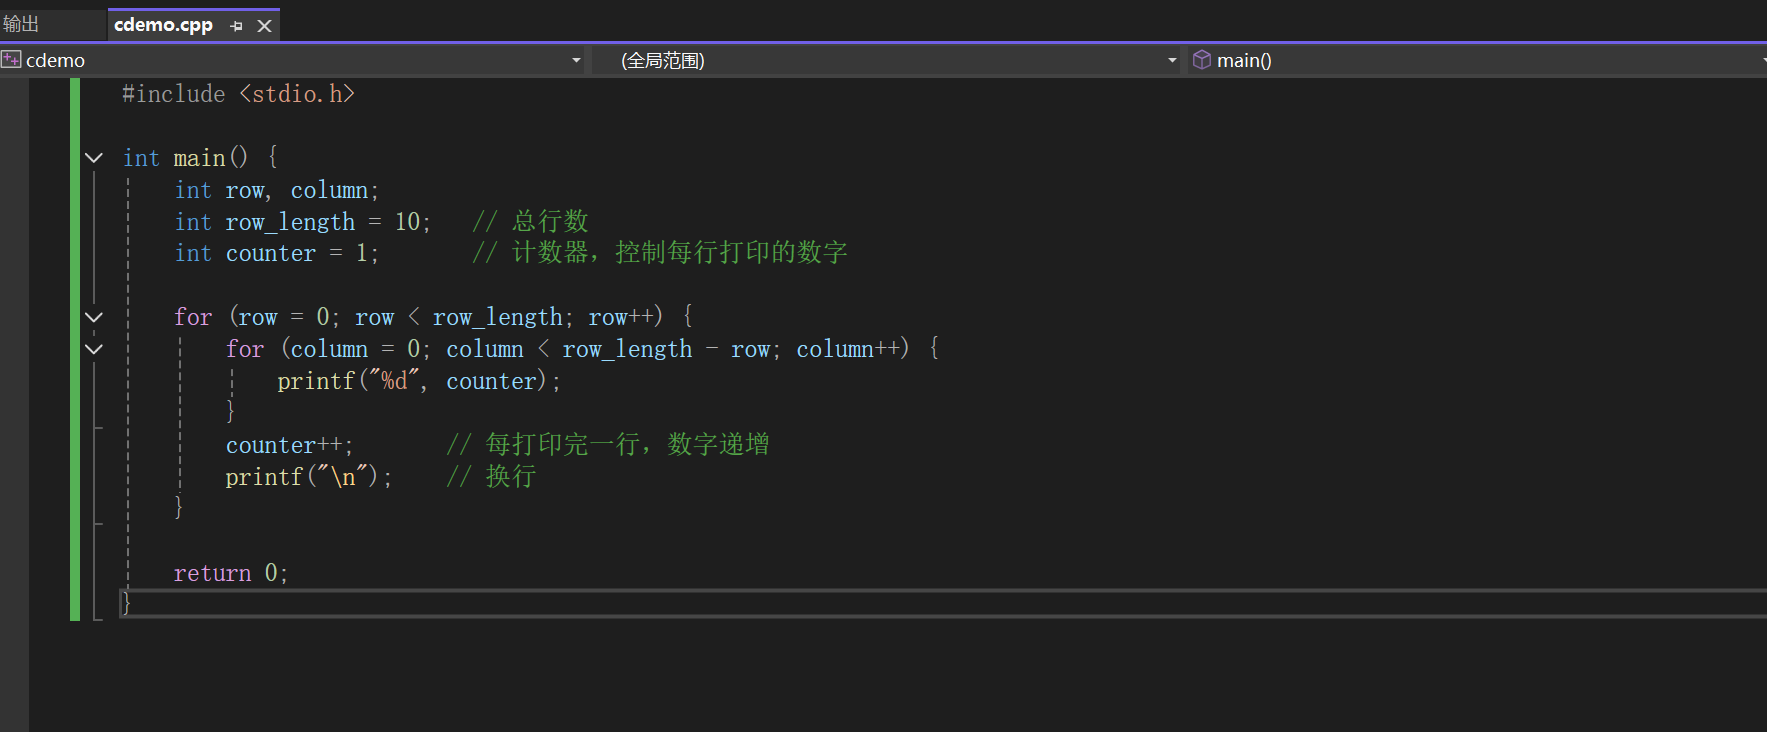 输出
cdemo.cpp
cdemo
(全局范围)
main()
#include <stdio.h>
int main() {
int row, column;
int row_length = 10; // 总行数
int counter = 1; // 计数器，控制每行打印的数字
for (row = 0; row < row_length; row++) {
for (column = 0; column < row_length - row; column++) {
printf("%d", counter);
}
counter++; // 每打印完一行，数字递增
printf("\n"); // 换行
}
return 0;
}